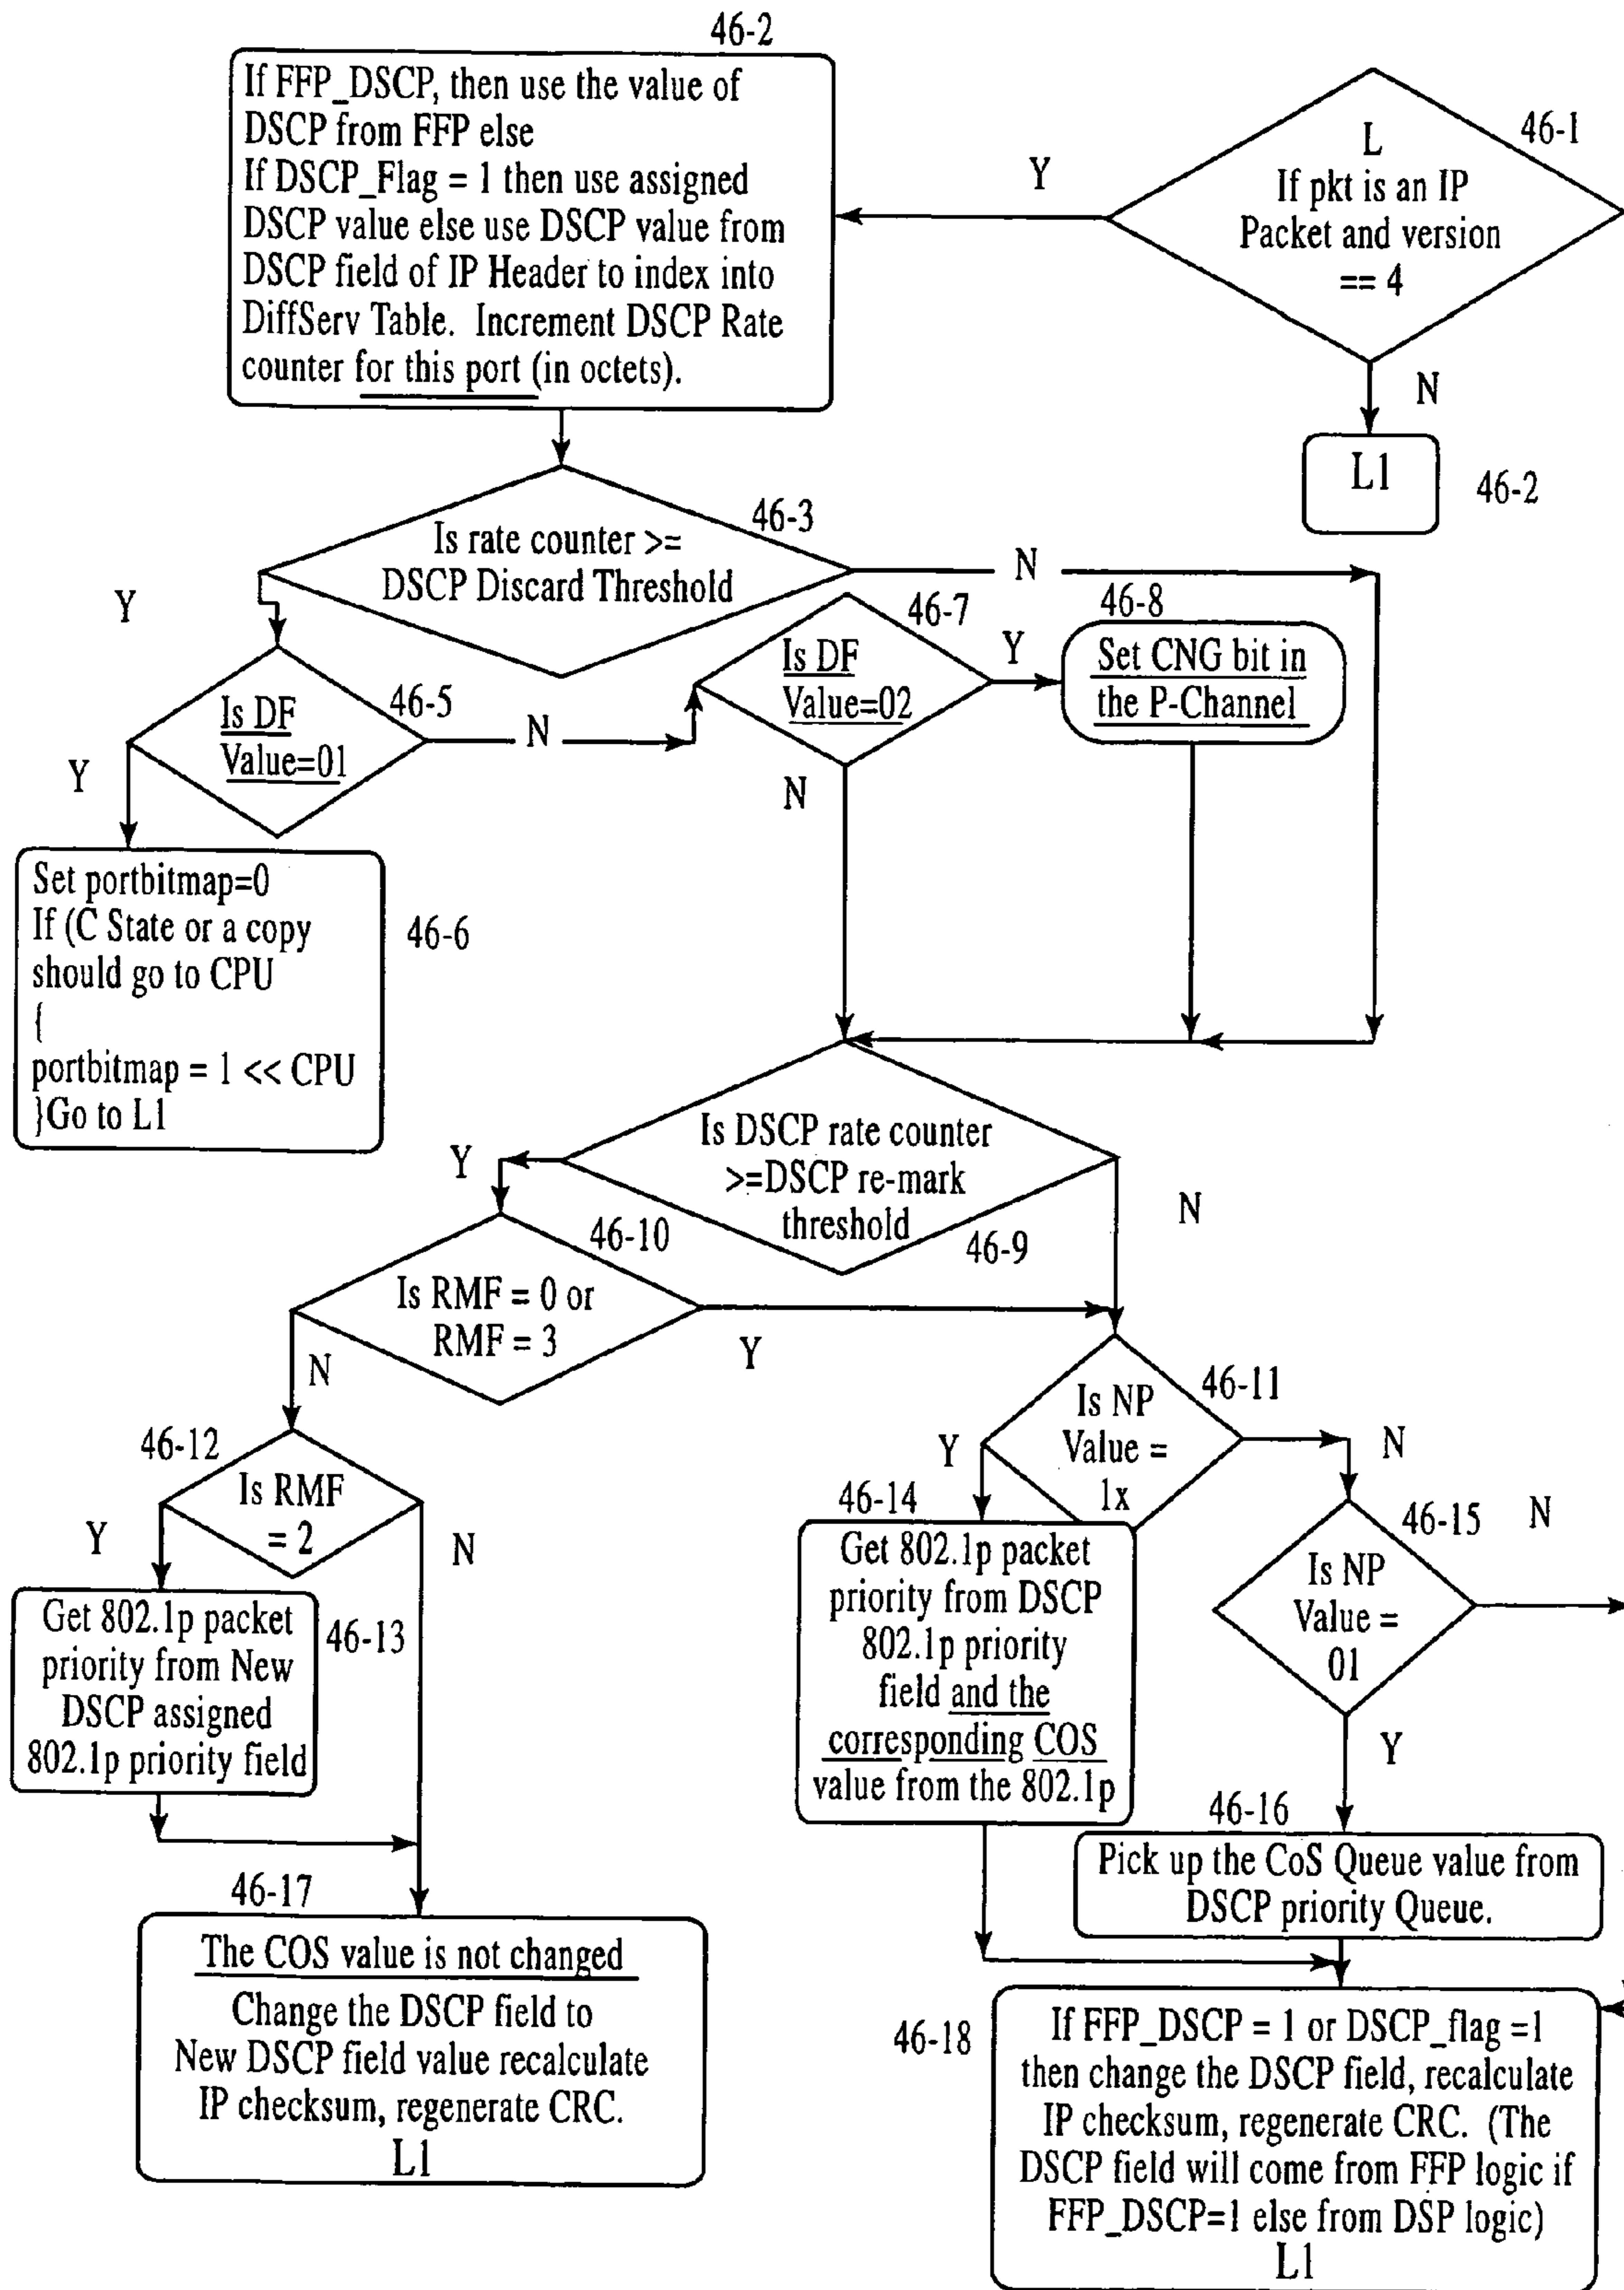 46-2
If FFP_DSCP, then use the value of
DSCP from FFP else
If DSCP_Flag = 1 then use assigned
DSCP value else use DSCP value from
DSCP field of IP Header to index into
DiffServ Table. Increment DSCP Rate
counter for this port (in octets).
Y
46-1
L
If pkt is an IP
Packet and version
== 4
N
L1
46-2
46-3
Is rate counter >=
DSCP Discard Threshold
N
Y
46-5
Is DF
Value=01
N
Y
46-7
Is DF
Value=02
Y
N
46-8
Set CNG bit in
the P-Channel
Set portbitmap=0
If (C State or a copy
should go to CPU
{
portbitmap = 1 << CPU
}Go to L1
46-6
Is DSCP rate counter
>=DSCP re-mark
threshold
46-9
Y
N
46-10
Is RMF = 0 or
RMF = 3
Y
N
46-11
Is NP
Value =
1x
Y
N
46-12
Is RMF
= 2
Y
N
46-13
Get 802.1p packet
priority from New
DSCP assigned
802.1p priority field
46-14
Get 802.1p packet
priority from DSCP
802.1p priority
field and the
corresponding COS
value from the 802.1p
46-15
Is NP
Value =
01
N
Y
46-16
Pick up the CoS Queue value from
DSCP priority Queue.
46-17
The COS value is not changed
Change the DSCP field to
New DSCP field value recalculate
IP checksum, regenerate CRC.
L1
46-18
If FFP_DSCP = 1 or DSCP_flag =1
then change the DSCP field, recalculate
IP checksum, regenerate CRC. (The
DSCP field will come from FFP logic if
FFP_DSCP=1 else from DSP logic)
L1